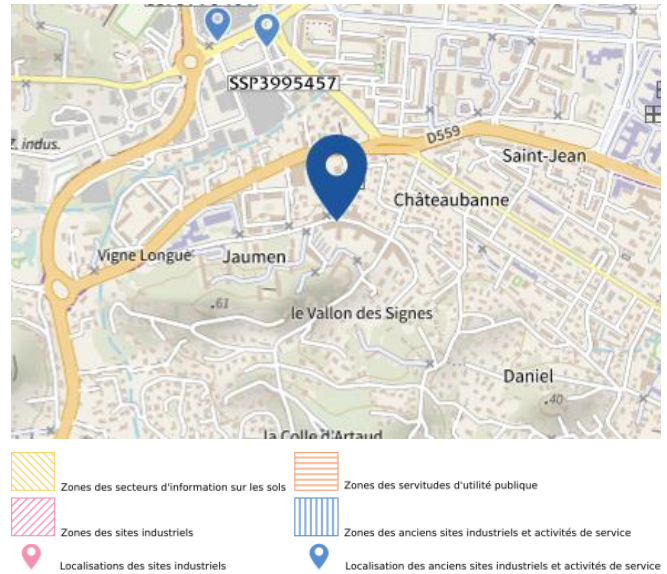 SSP3995457
Z. indus.
D559
Saint-Jean
Châteaubanne
Vigne Longue
Jaumen
.61
le Vallon des Signes
Daniel
.40
la Colle d'Artaud
Zones des secteurs d'information sur les sols
Zones des servitudes d'utilité publique
Zones des sites industriels
Zones des anciens sites industriels et activités de service
Localisations des sites industriels
Localisation des anciens sites industriels et activités de service